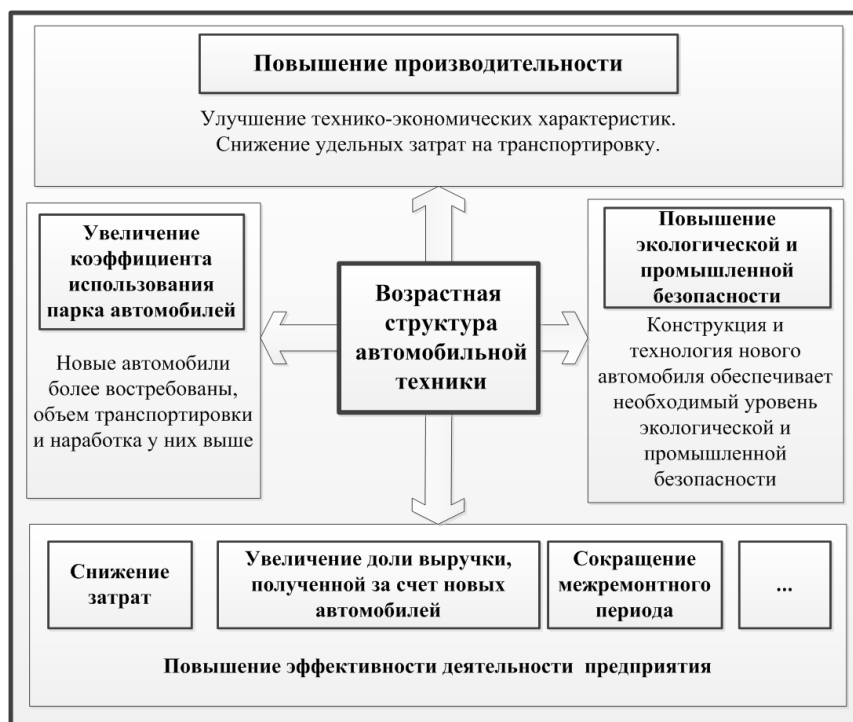 Повышение производительности
Улучшение технико-экономических характеристик.
Снижение удельных затрат на транспортировку.
Увеличение
коэффициента
использования
парка автомобилей
Новые автомобили
более востребованы,
объем транспортировки
и наработка у них выше
Возрастная
структура
автомобильной
техники
Повышение
экологической и
промышленной
безопасности
Конструкция и
технология нового
автомобиля обеспечивает
необходимый уровень
экологической и
промышленной
безопасности
Снижение
затрат
Увеличение доли выручки,
полученной за счет новых
автомобилей
Сокращение
межремонтного
периода
...
Повышение эффективности деятельности предприятия